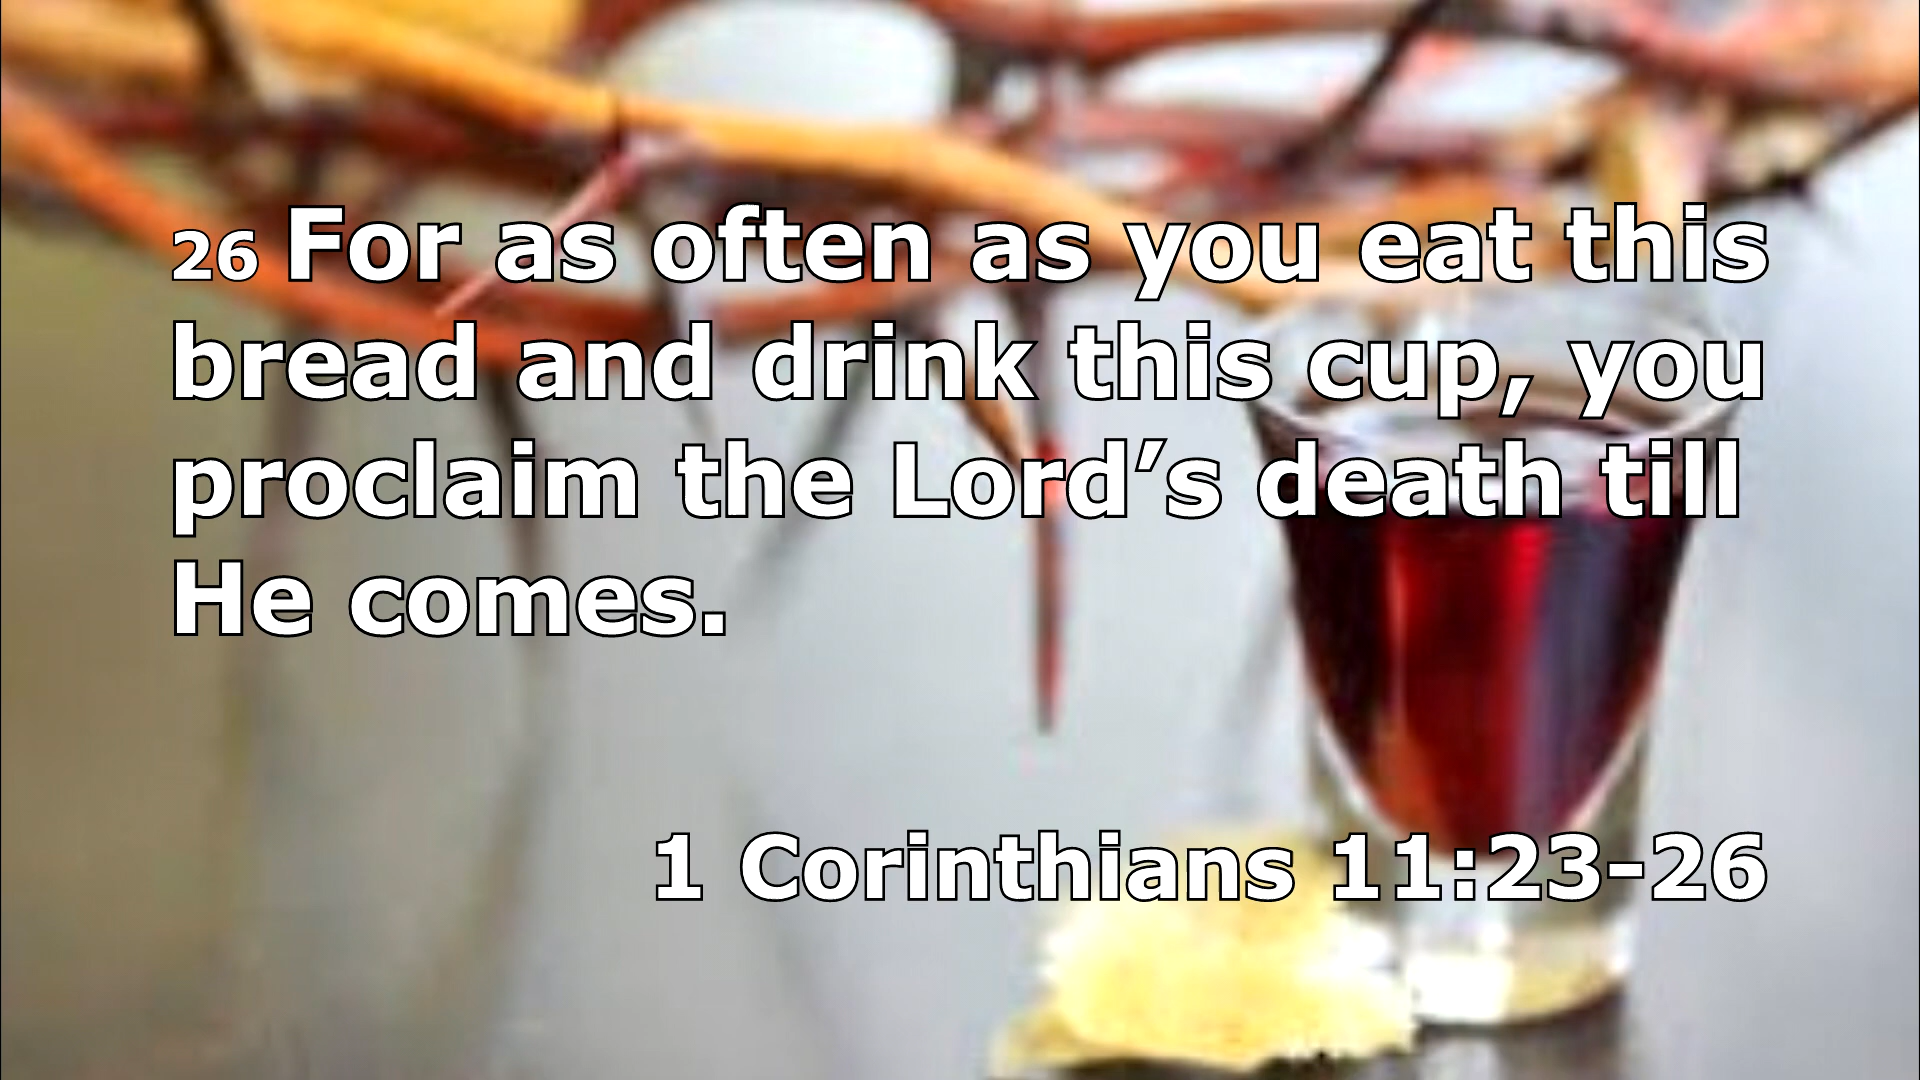 26 For as often as you eat this
bread and drink this cup, you
proclaim the Lord’s death till
He comes.
1 Corinthians 11:23-26